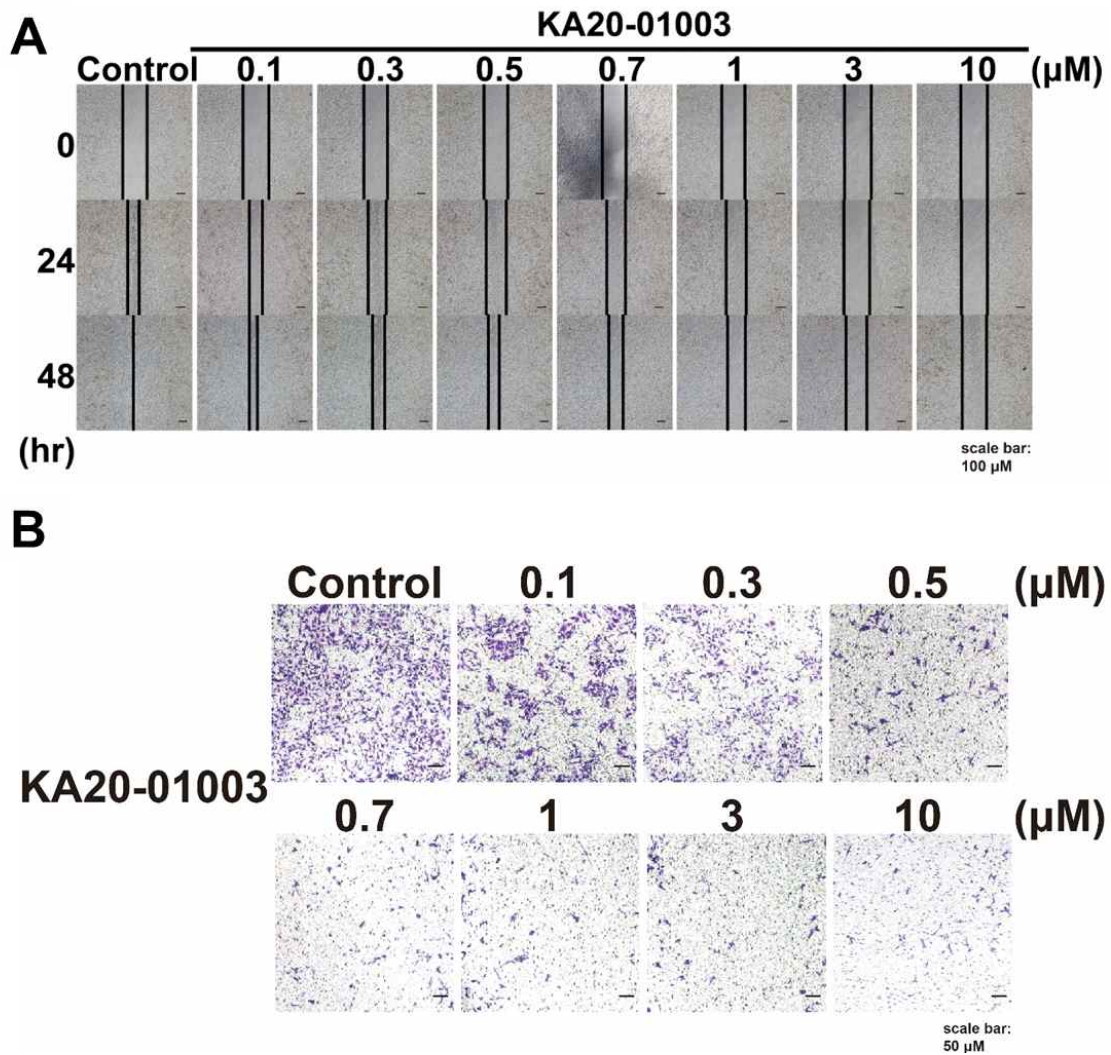 A
KA20-01003
Control 0.1 0.3 0.5 0.7 1 3 10 (μM)
0
24
48
(hr)
scale bar:
100 μM
B
Control 0.1 0.3 0.5 (μM)
KA20-01003
0.7 1 3 10 (μM)
scale bar:
50 μM